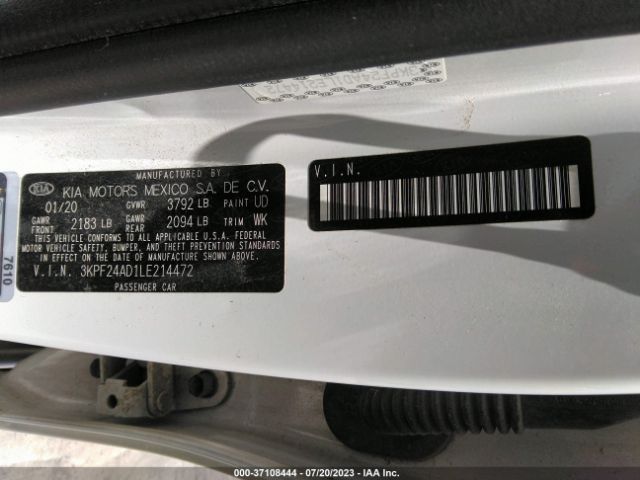 MANUFACTURED BY
KIA KIA MOTORS MEXICO S.A. DE C.V.
01/20 GVWR 3792 LB PAINT UD
GAWR FRONT 2183 LB GAWR REAR 2094 LB TRIM WK
THIS VEHICLE CONFORMS TO ALL APPLICABLE U.S.A. FEDERAL
MOTOR VEHICLE SAFETY, BUMPER, AND THEFT PREVENTION STANDARDS
IN EFFECT ON THE DATE OF MANUFACTURE SHOWN ABOVE.
V.I.N. 3KPF24AD1LE214472
PASSENGER CAR
V.I.N.
7610
000-37108444 / 07/20/2023 - IAA Inc.